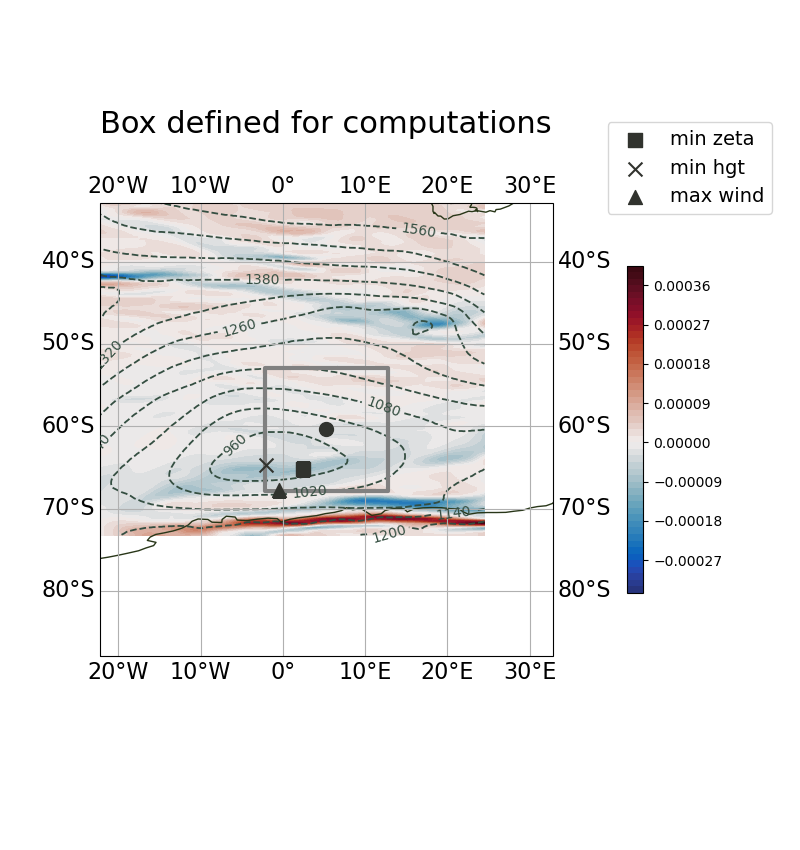 Box defined for computations
min zeta
min hgt
max wind
20°W 10°W 0° 10°E 20°E 30°E
1560
40°S 40°S
1380
0.00036
1260
0.00027
50°S 50°S
320
0.00018
1080
0.00009
60°S 60°S
960
0.00000
1020
−0.00009
70°S 70°S
1140
−0.00018
1200
−0.00027
80°S 80°S
20°W 10°W 0° 10°E 20°E 30°E